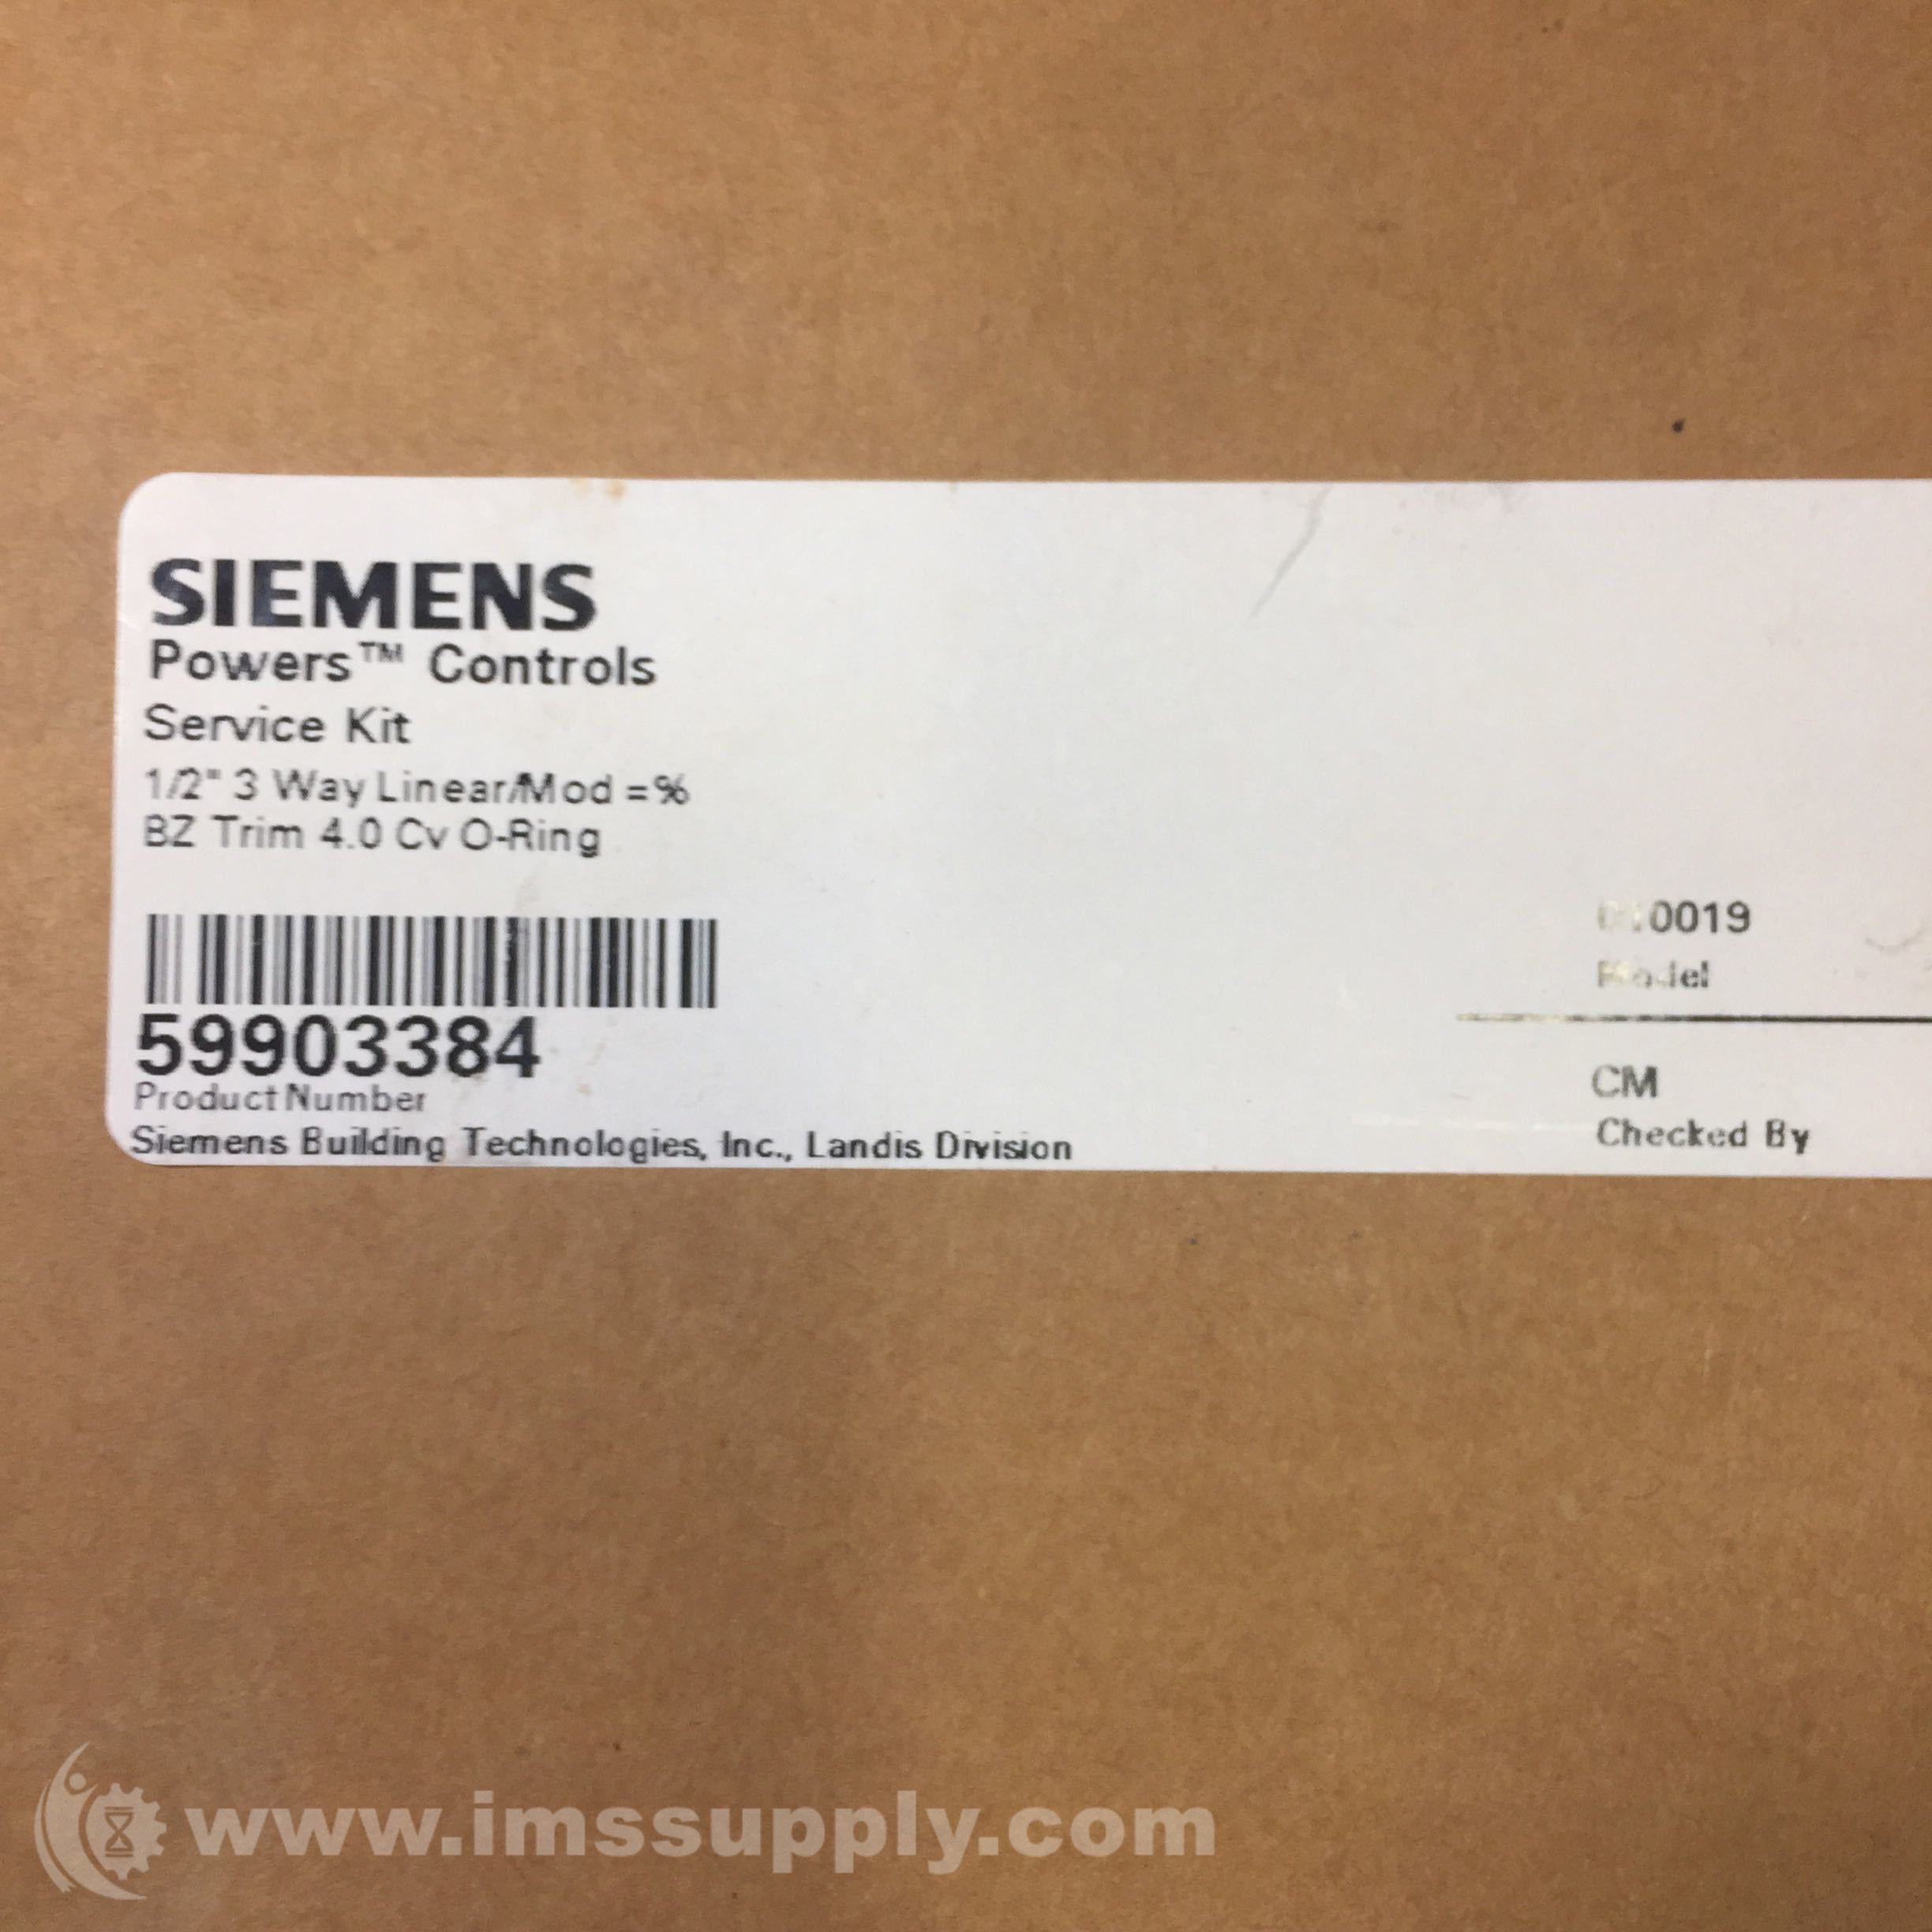 SIEMENS
Powers™ Controls
Service Kit
1/2" 3 Way Linear/Mod =%
BZ Trim 4.0 Cv O-Ring
59903384
Product Number
Siemens Building Technologies, Inc., Landis Division
Model
CM
Checked By
www.imssupply.com